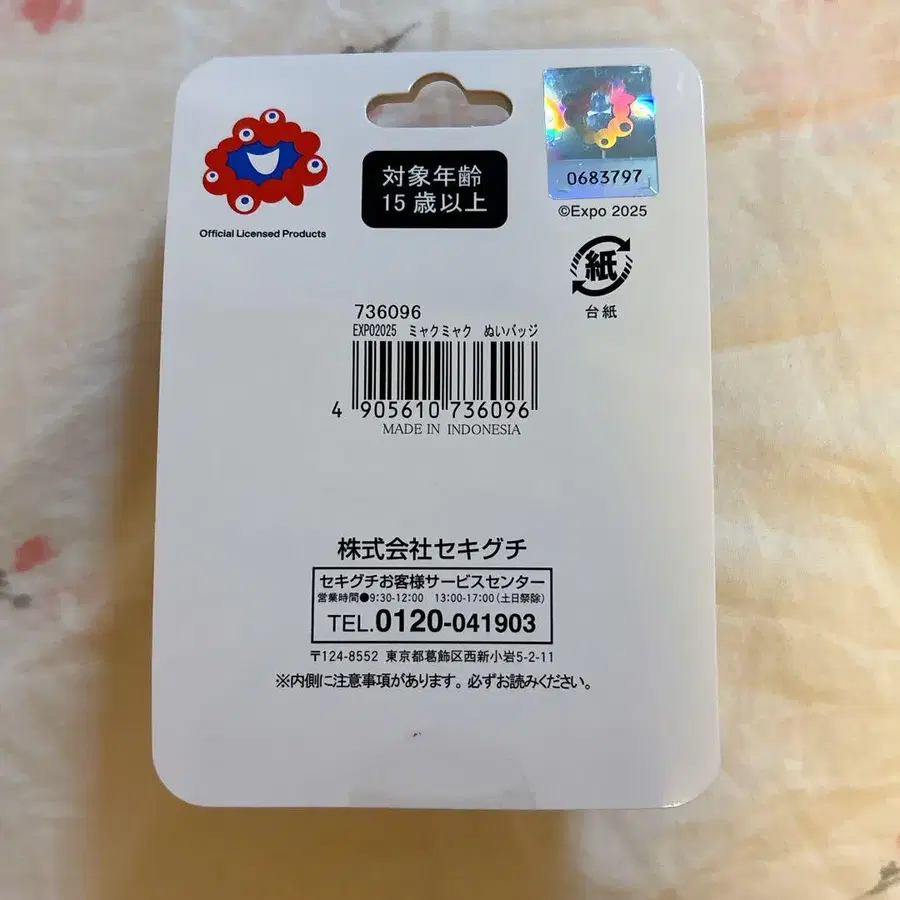 Official Licensed Products
対象年齢
15歳以上
0683797
©Expo 2025
紙
台紙
736096
EXPO2025 ミャクミャク ぬいバッジ
4 905610 736096
MADE IN INDONESIA
株式会社セキグチ
セキグチお客様サービスセンター
営業時間●9:30-12:00 13:00-17:00(土日祭除)
TEL.0120-041903
〒124-8552 東京都葛飾区西新小岩5-2-11
※内側に注意事項があります。必ずお読みください。